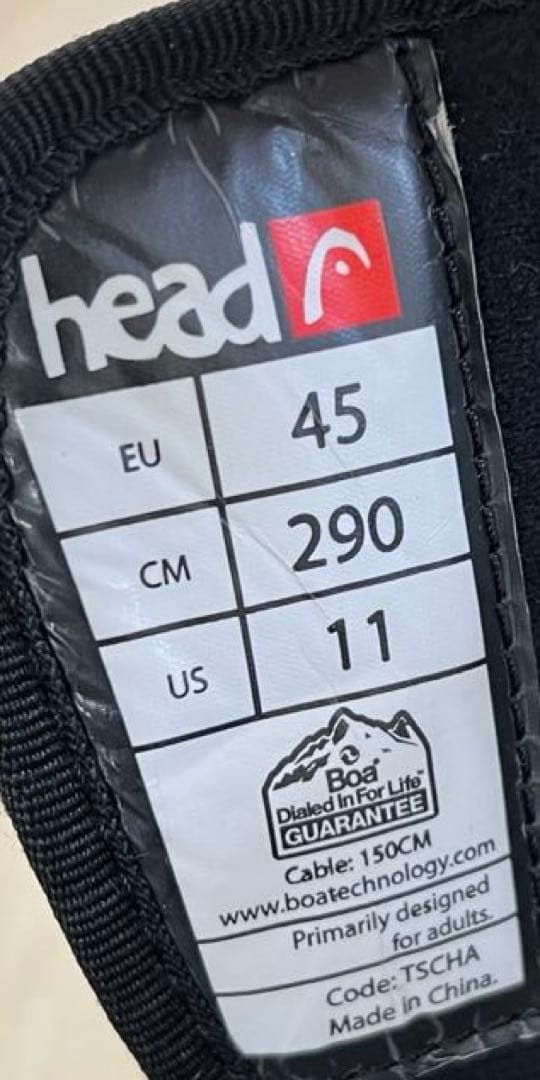 head
EU 45
CM 290
US 11
Boa
Dialed In For Life™
GUARANTEE
Cable: 150CM
www.boatechnology.com
Primarily designed
for adults.
Code: TSCHA
Made in China.